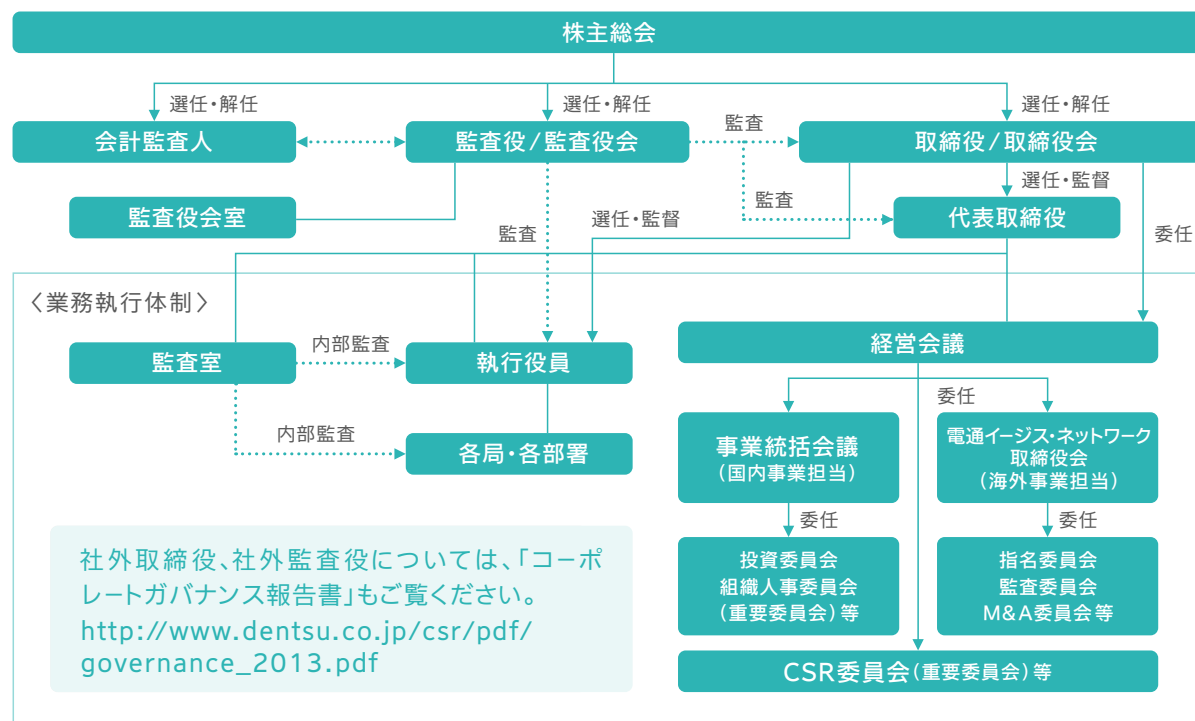 株主総会
選任・解任
選任・解任
選任・解任
会計監査人
監査役/監査役会
監査
取締役/取締役会
選任・監督
監査役会室
監査
代表取締役
選任・監督
監査
委任
〈業務執行体制〉
監査室
内部監査
執行役員
経営会議
委任
内部監査
各局・各部署
事業統括会議
(国内事業担当)
電通イージス・ネットワーク
取締役会
(海外事業担当)
委任
委任
投資委員会
組織人事委員会
(重要委員会)等
指名委員会
監査委員会
M&A委員会等
CSR委員会(重要委員会)等
社外取締役、社外監査役については、「コーポ
レートガバナンス報告書」もご覧ください。
http://www.dentsu.co.jp/csr/pdf/
governance_2013.pdf